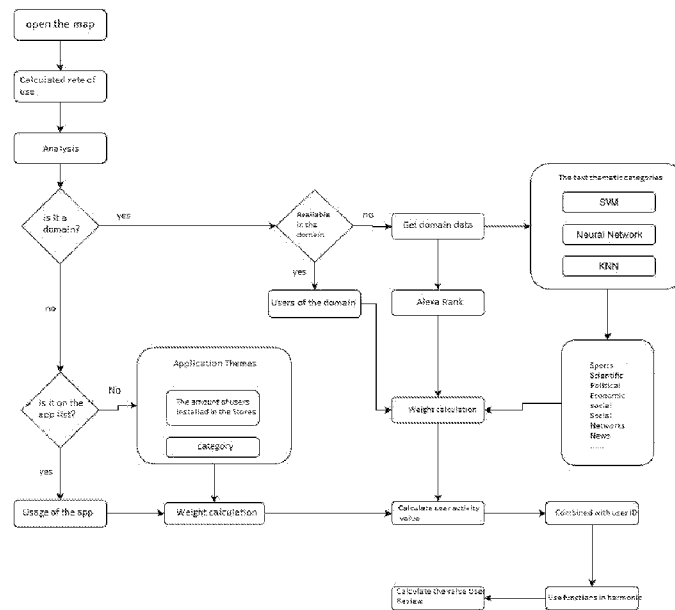 open the map
Calculated rate of
use
Analysis
is it a
domain?
yes
Available
in the
domain
no
Get domain data
The text thematic categories
SVM
Neural Network
KNN
yes
Users of the domain
Alexa Rank
no
Application Themes
The amount of users
installed in the Stores
category
Is it on the
app list?
No
Weight calculation
Sports
Scientific
Political
Economic
social
Social
Networks
News
......
yes
Usage of the app
Weight calculation
Calculate user activity
value
Combined with user ID
Calculate the value User
Review
Use functions in harmonic